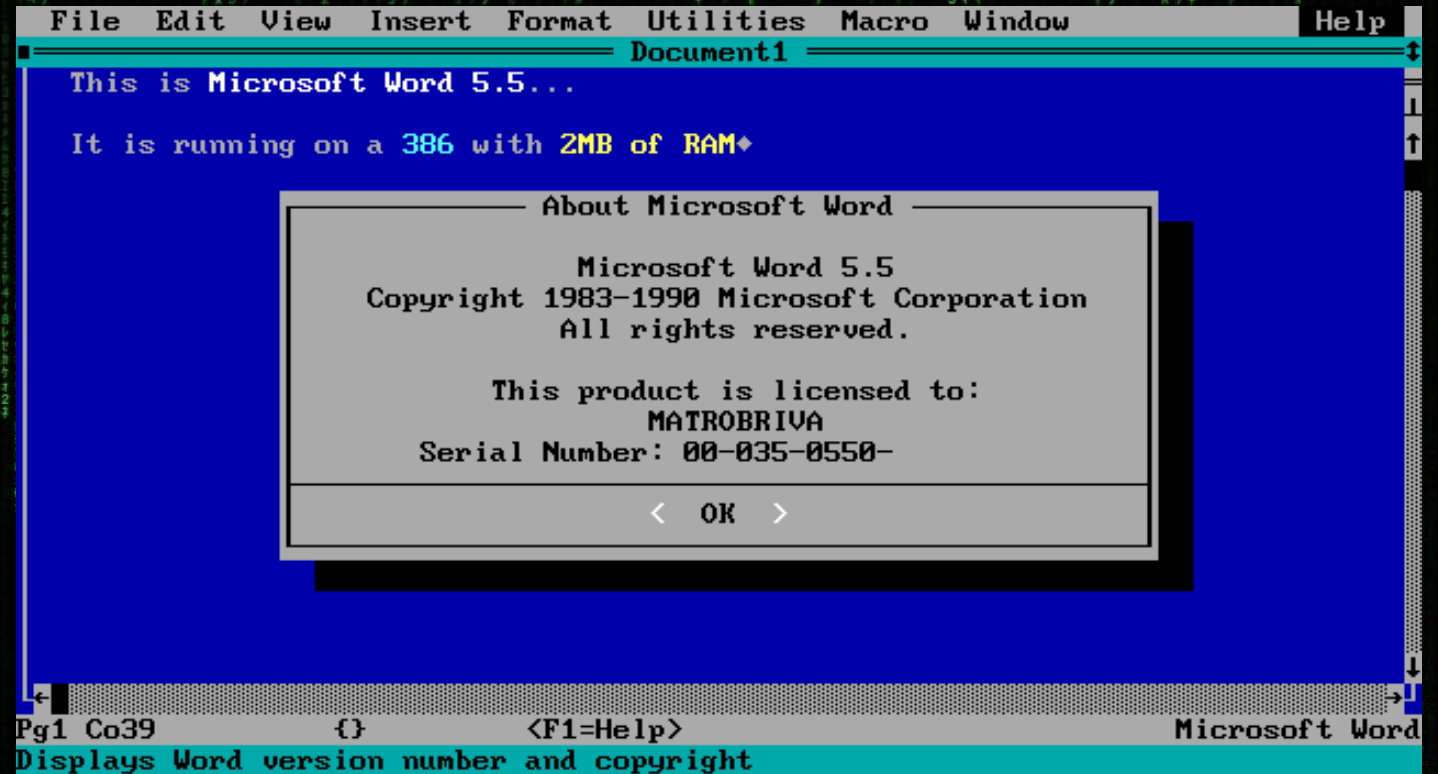 File Edit View Insert Format Utilities Macro Window Help
Document1
This is Microsoft Word 5.5...
It is running on a 386 with 2MB of RAM
About Microsoft Word
Microsoft Word 5.5
Copyright 1983-1990 Microsoft Corporation
All rights reserved.
This product is licensed to:
MATROBRIVA
Serial Number: 00-035-0550-
< OK >
Pg1 Co39 {} <F1=Help> Microsoft Word
Displays Word version number and copyright